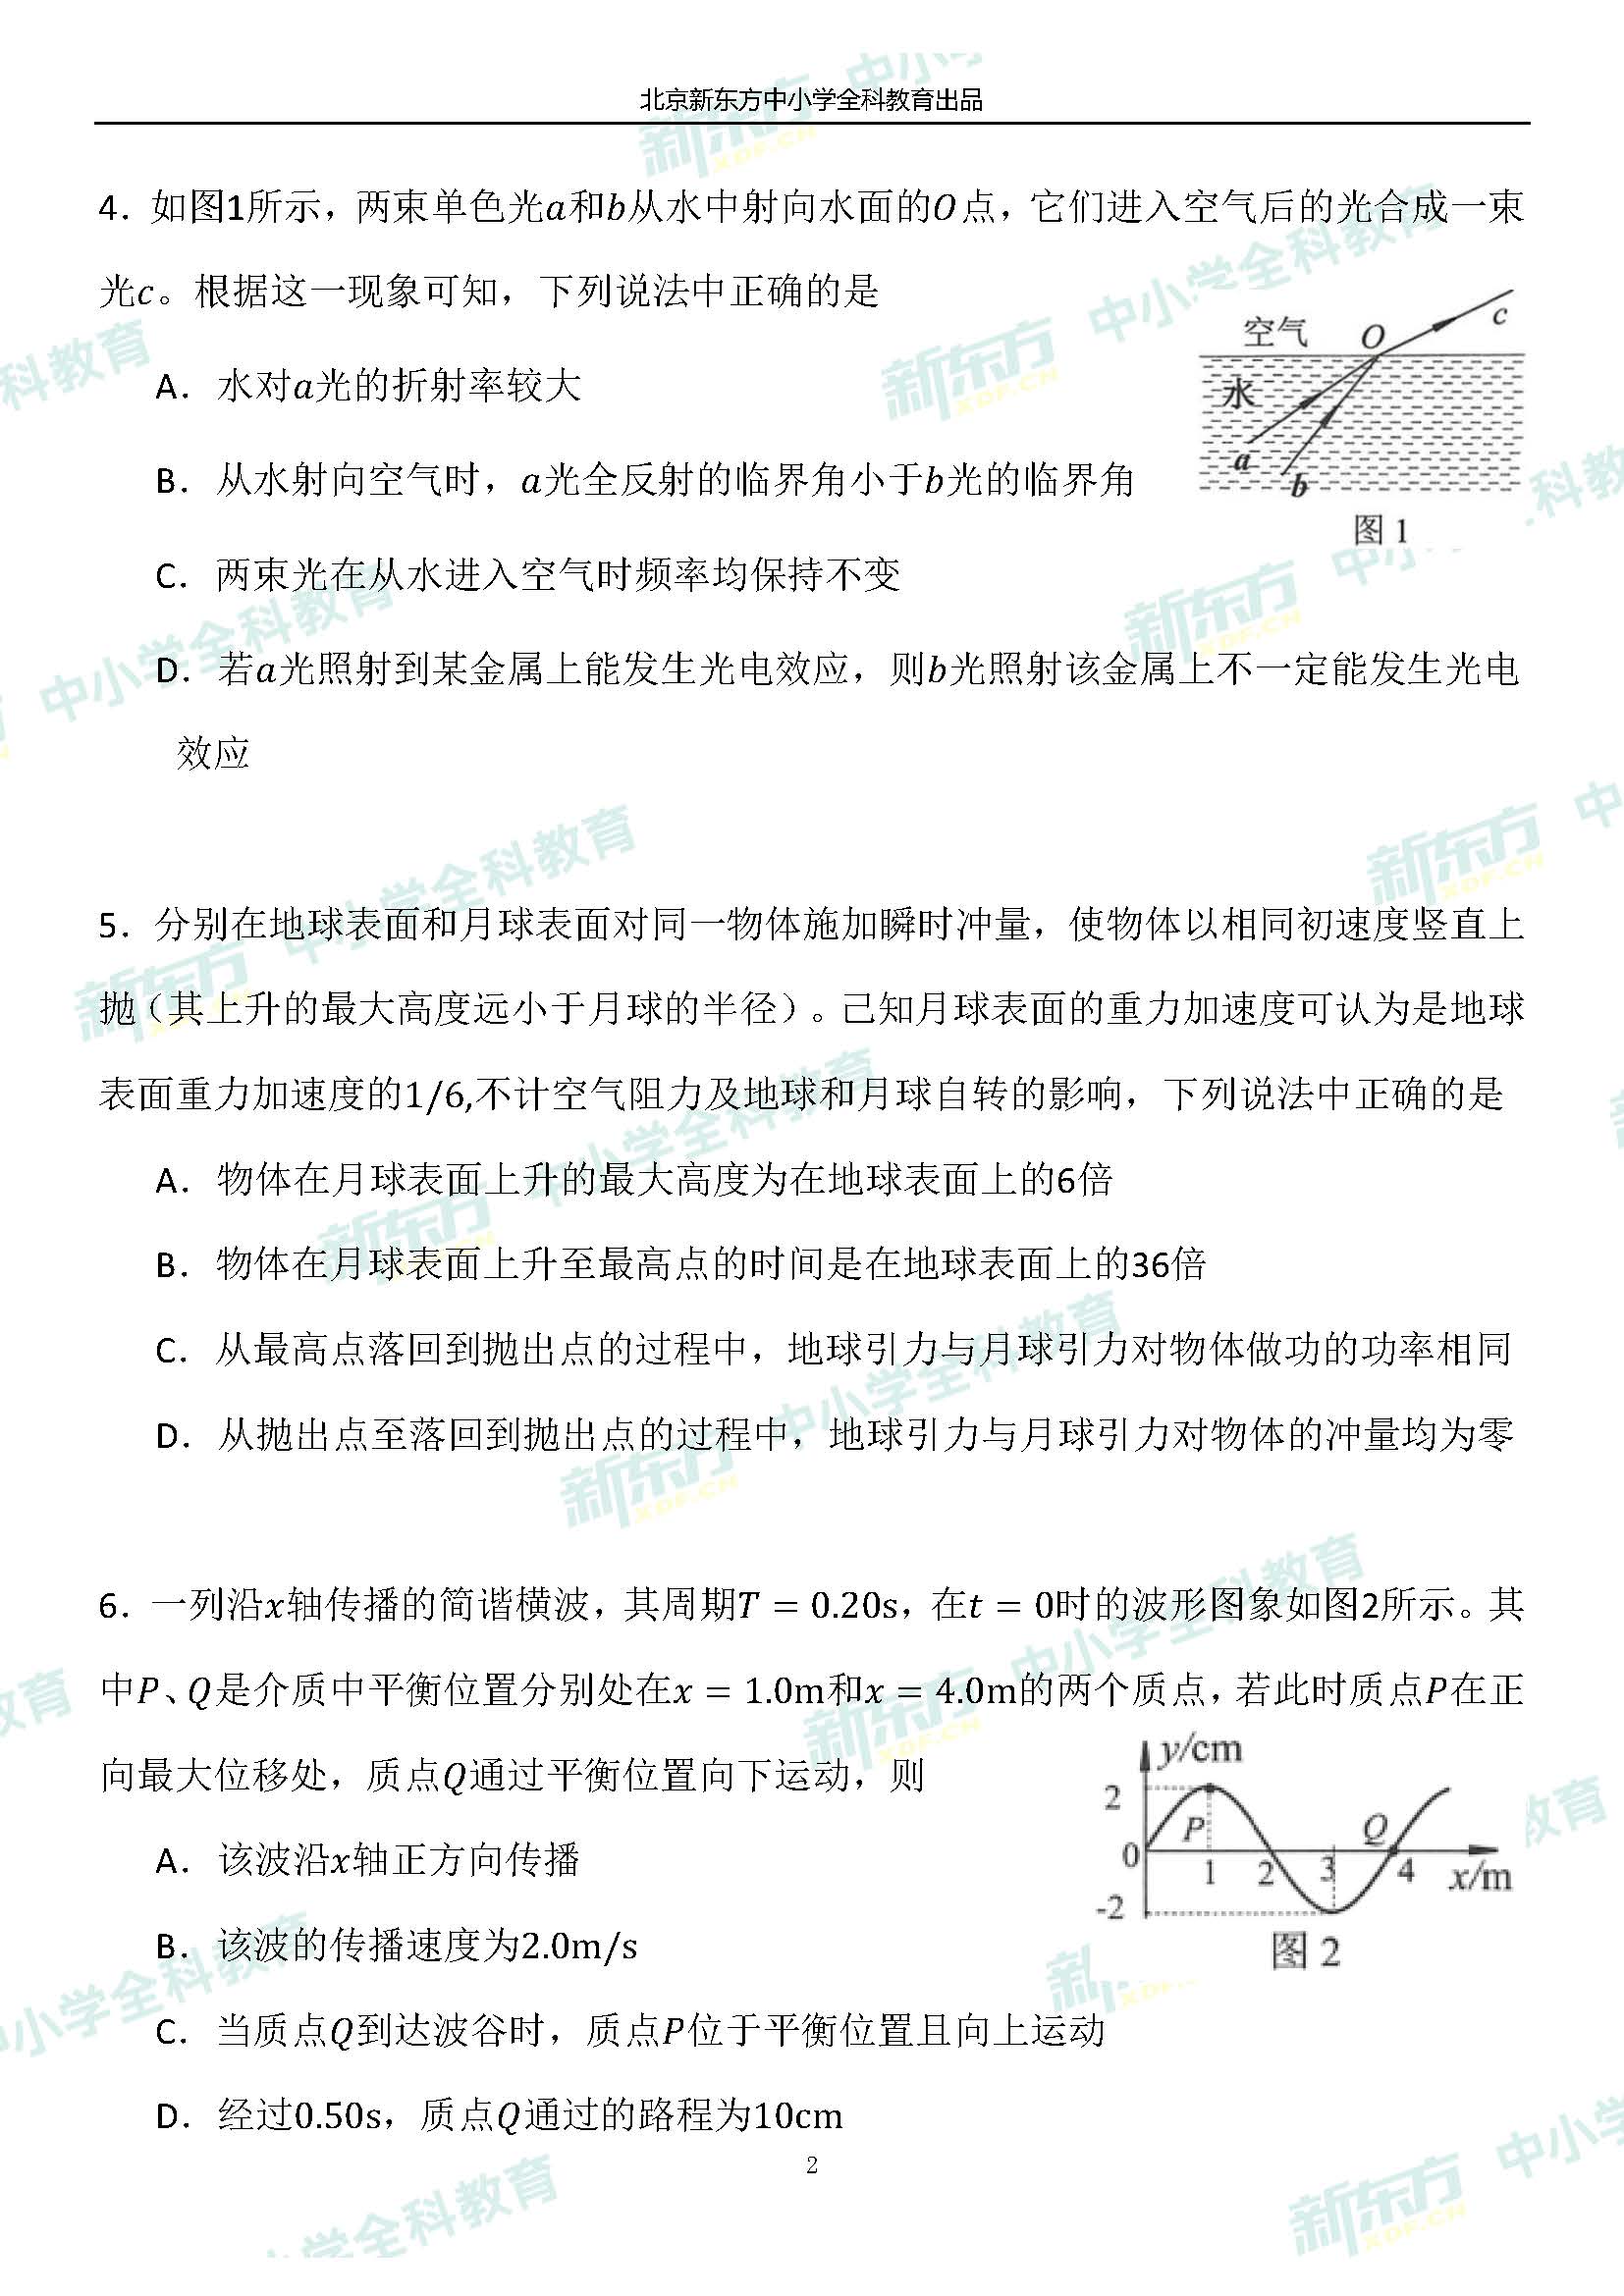 北京新东方中小学全科教育出品
4．如图1所示，两束单色光a和b从水中射向水面的O点，它们进入空气后的光合成一束
光c。根据这一现象可知，下列说法中正确的是
空气
O
c
水
a
b
图 1
A．水对a光的折射率较大
B．从水射向空气时，a光全反射的临界角小于b光的临界角
C．两束光在从水进入空气时频率均保持不变
D．若a光照射到某金属上能发生光电效应，则b光照射该金属上不一定能发生光电
效应
5．分别在地球表面和月球表面对同一物体施加瞬时冲量，使物体以相同初速度竖直上
抛（其上升的最大高度远小于月球的半径）。己知月球表面的重力加速度可认为是地球
表面重力加速度的1/6,不计空气阻力及地球和月球自转的影响，下列说法中正确的是
A．物体在月球表面上升的最大高度为在地球表面上的6倍
B．物体在月球表面上升至最高点的时间是在地球表面上的36倍
C．从最高点落回到抛出点的过程中，地球引力与月球引力对物体做功的功率相同
D．从抛出点至落回到抛出点的过程中，地球引力与月球引力对物体的冲量均为零
6．一列沿x轴传播的简谐横波，其周期T = 0.20s，在t = 0时的波形图象如图2所示。其
中P、Q是介质中平衡位置分别处在x = 1.0m和x = 4.0m的两个质点，若此时质点P在正
向最大位移处，质点Q通过平衡位置向下运动，则
y/cm
2
P
Q
0
1
2
3
4
x/m
-2
图 2
A．该波沿x轴正方向传播
B．该波的传播速度为2.0m/s
C．当质点Q到达波谷时，质点P位于平衡位置且向上运动
D．经过0.50s，质点Q通过的路程为10cm
2
新东方 中小学全科教育
XDF.CN